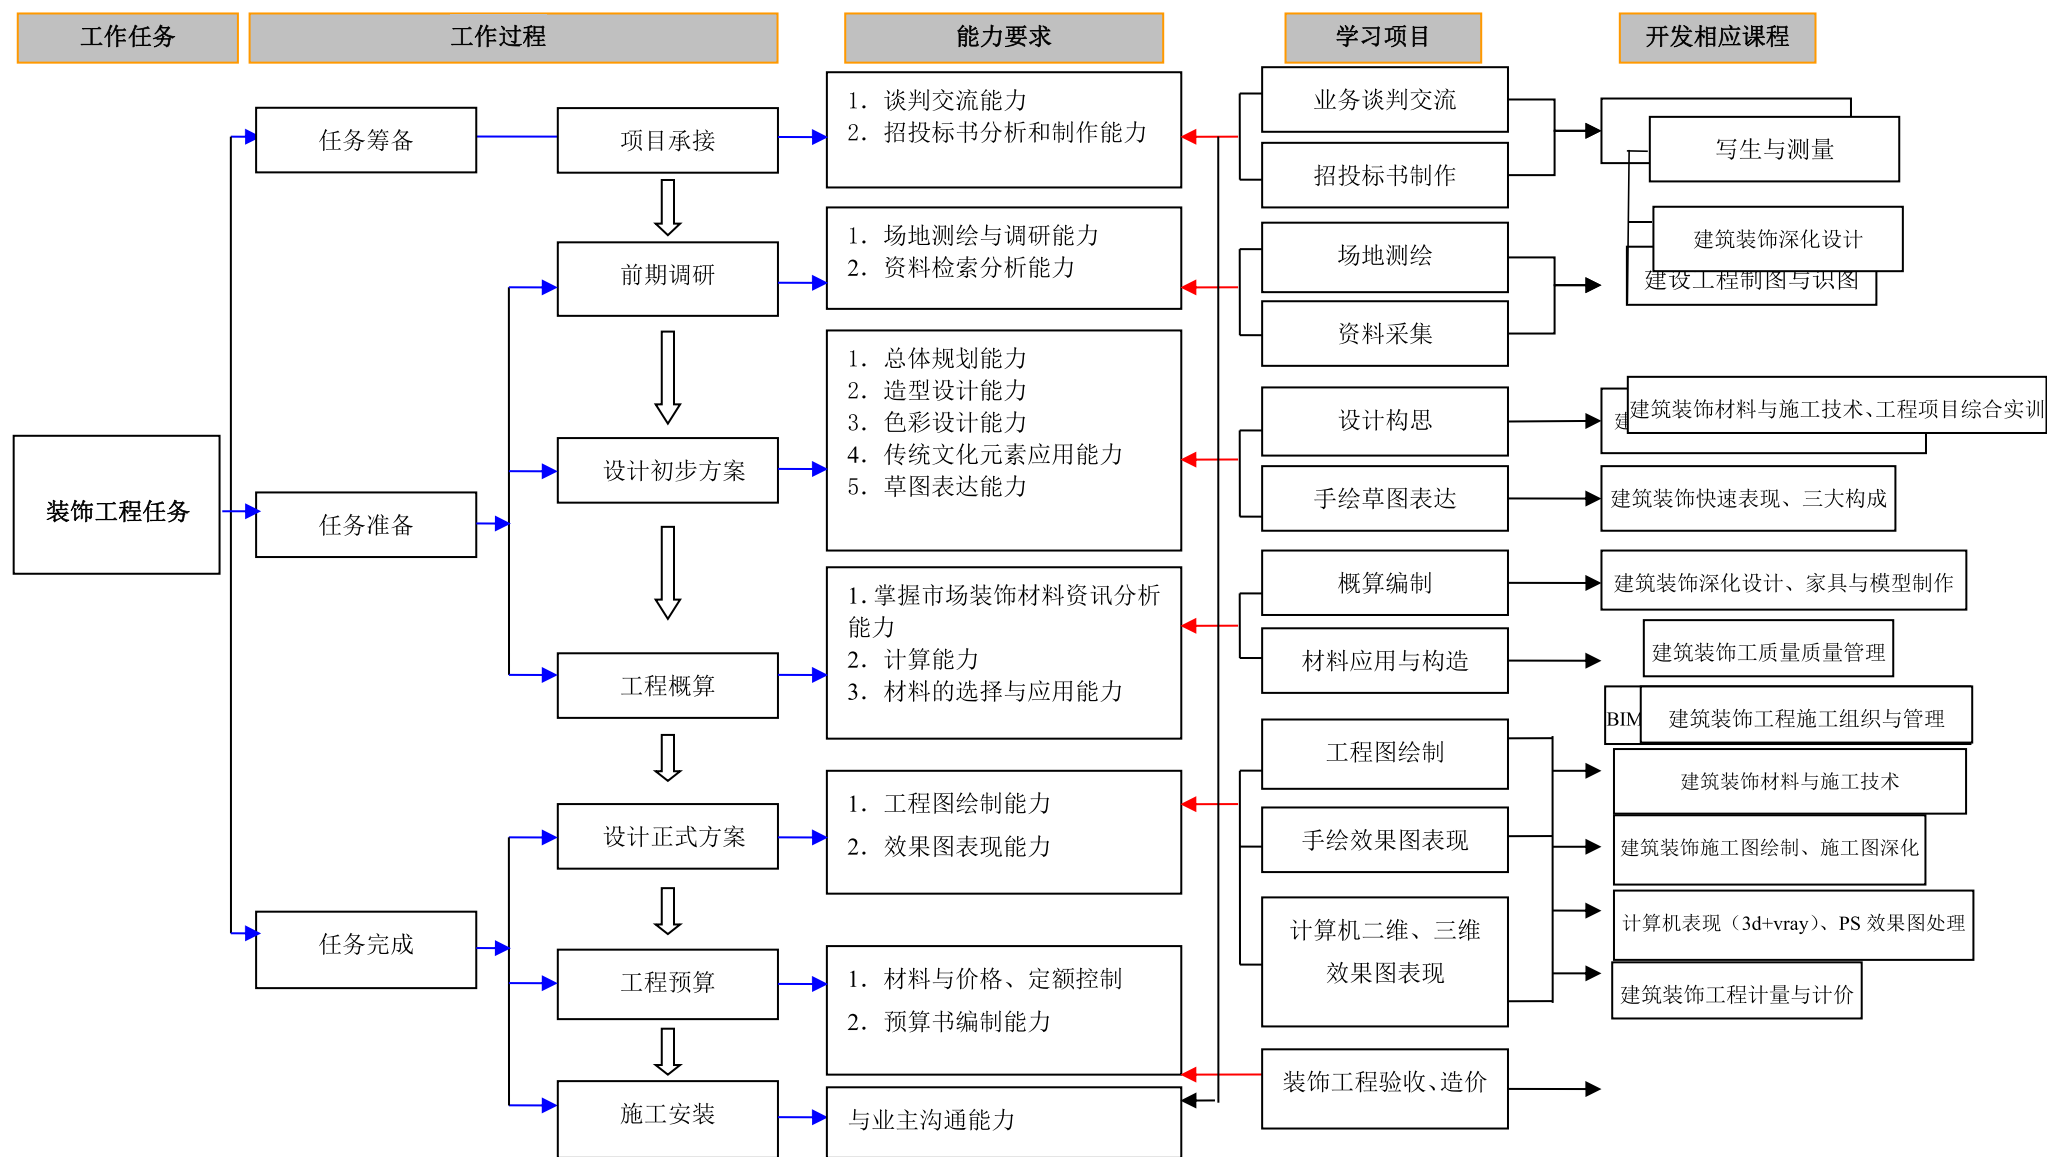 工作任务
工作过程
能力要求
学习项目
开发相应课程
装饰工程任务
任务筹备
任务准备
任务完成
项目承接
前期调研
设计初步方案
工程概算
设计正式方案
工程预算
施工安装
1. 谈判交流能力
2. 招投标书分析和制作能力
1. 场地测绘与调研能力
2. 资料检索分析能力
1. 总体规划能力
2. 造型设计能力
3. 色彩设计能力
4. 传统文化元素应用能力
5. 草图表达能力
1. 掌握市场装饰材料资讯分析
能力
2. 计算能力
3. 材料的选择与应用能力
1. 工程图绘制能力
2. 效果图表现能力
1. 材料与价格、定额控制
2. 预算书编制能力
与业主沟通能力
业务谈判交流
招投标书制作
场地测绘
资料采集
设计构思
手绘草图表达
概算编制
材料应用与构造
工程图绘制
手绘效果图表现
计算机二维、三维
效果图表现
装饰工程验收、造价
写生与测量
建筑装饰深化设计
建设工程制图与识图
建筑装饰材料与施工技术、工程项目综合实训
建筑装饰快速表现、三大构成
建筑装饰深化设计、家具与模型制作
建筑装饰工质量质量管理
BIM
建筑装饰工程施工组织与管理
建筑装饰材料与施工技术
建筑装饰施工图绘制、施工图深化
计算机表现（3d+vray）、PS 效果图处理
建筑装饰工程计量与计价